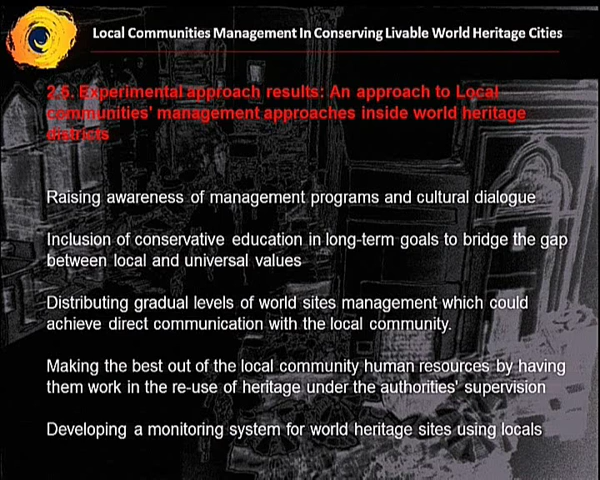 Local Communities Management In Conserving Livable World Heritage Cities
2.5. Experimental approach results: An approach to Local
communities' management approaches inside world heritage
districts
Raising awareness of management programs and cultural dialogue
Inclusion of conservative education in long-term goals to bridge the gap
between local and universal values
Distributing gradual levels of world sites management which could
achieve direct communication with the local community.
Making the best out of the local community human resources by having
them work in the re-use of heritage under the authorities' supervision
Developing a monitoring system for world heritage sites using locals